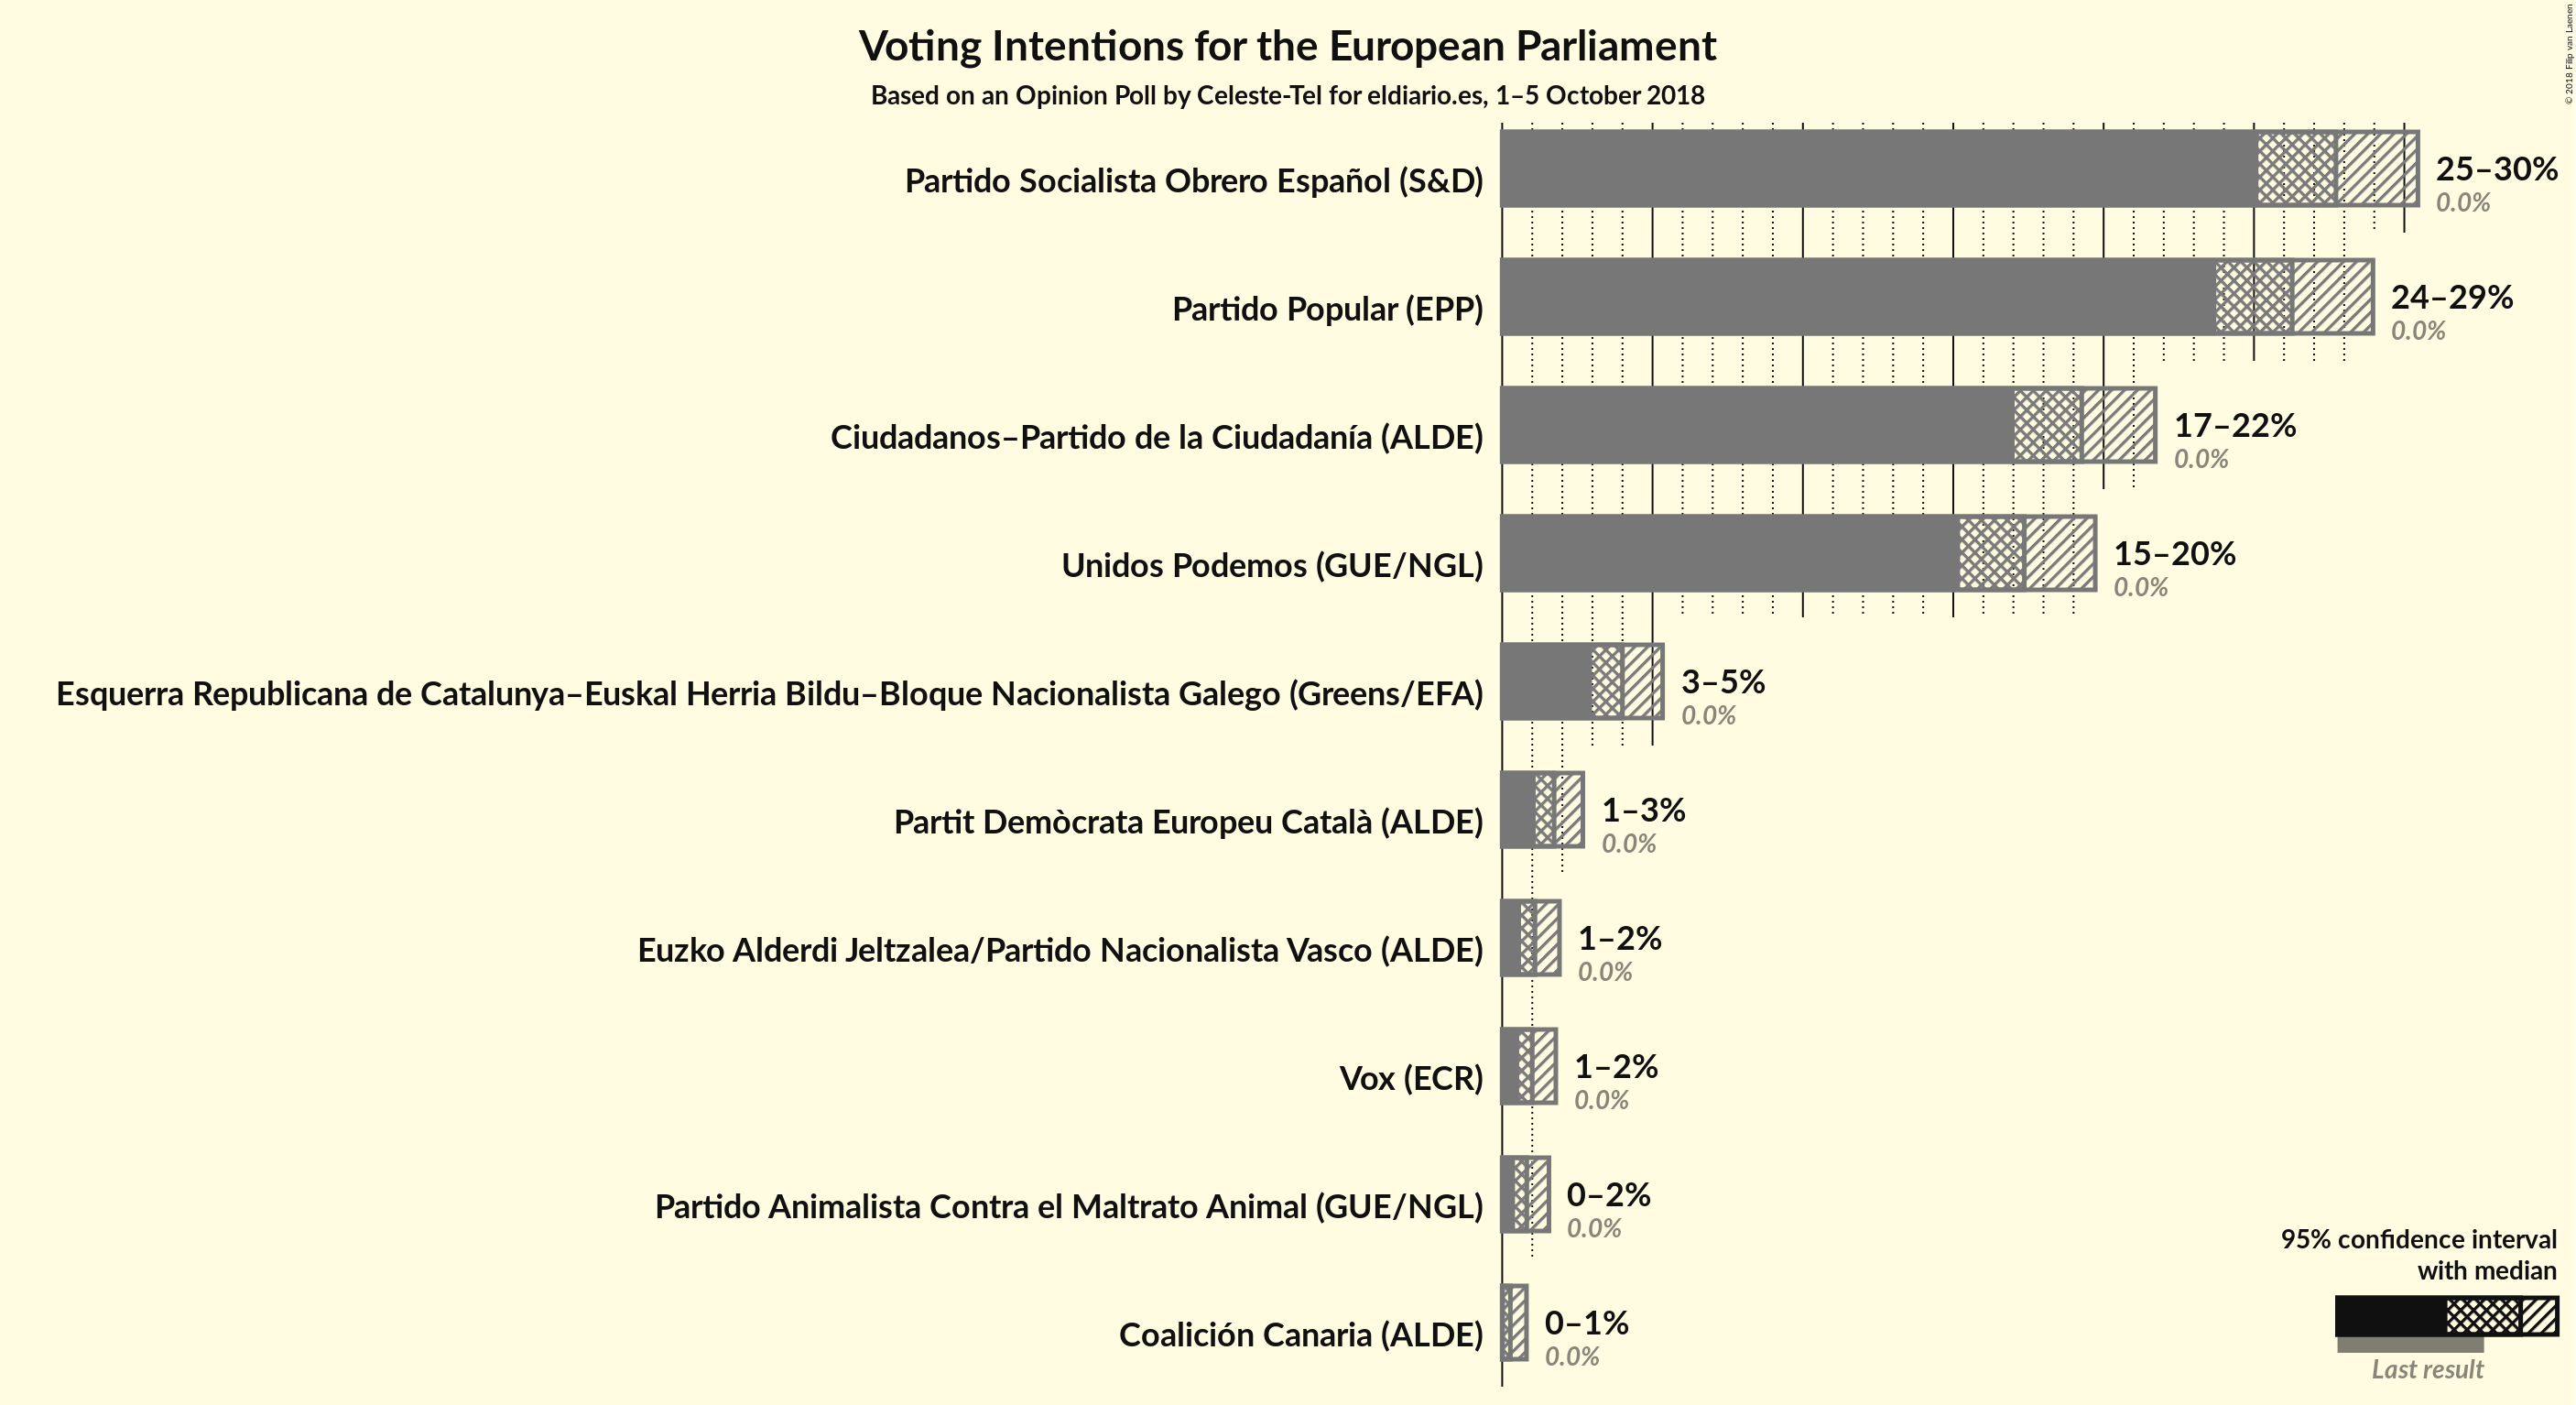 Voting Intentions for the European Parliament
Based on an Opinion Poll by Celeste-Tel for eldiario.es, 1–5 October 2018
© 2018 Filip van Laenen
Partido Socialista Obrero Español (S&D)
25–30%
0.0%
Partido Popular (EPP)
24–29%
0.0%
Ciudadanos–Partido de la Ciudadanía (ALDE)
17–22%
0.0%
Unidos Podemos (GUE/NGL)
15–20%
0.0%
Esquerra Republicana de Catalunya–Euskal Herria Bildu–Bloque Nacionalista Galego (Greens/EFA)
3–5%
0.0%
Partit Demòcrata Europeu Català (ALDE)
1–3%
0.0%
Euzko Alderdi Jeltzalea/Partido Nacionalista Vasco (ALDE)
1–2%
0.0%
Vox (ECR)
1–2%
0.0%
Partido Animalista Contra el Maltrato Animal (GUE/NGL)
0–2%
0.0%
Coalición Canaria (ALDE)
0–1%
0.0%
95% confidence interval
with median
Last result